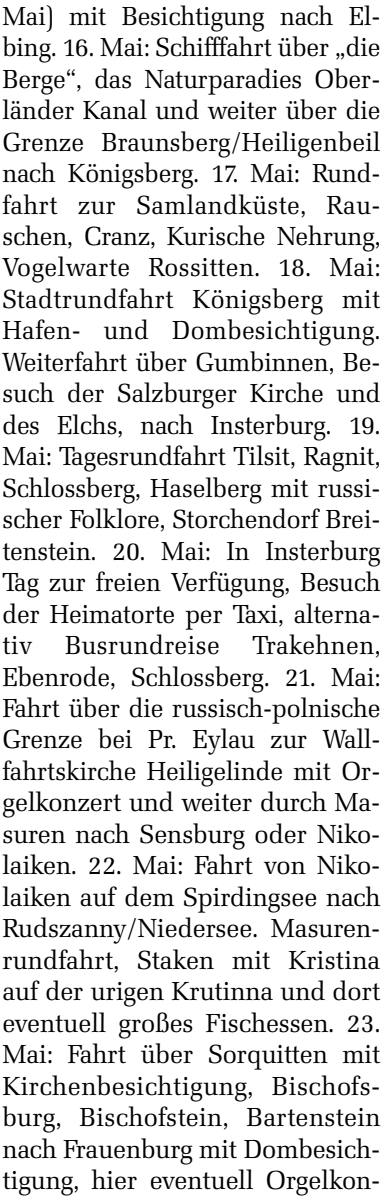 Mai) mit Besichtigung nach El-
bing. 16. Mai: Schifffahrt über „die
Berge“, das Naturparadies Ober-
länder Kanal und weiter über die
Grenze Braunsberg/Heiligenbeil
nach Königsberg. 17. Mai: Rund-
fahrt zur Samlandküste, Rau-
schen, Cranz, Kurische Nehrung,
Vogelwarte Rossitten. 18. Mai:
Stadtrundfahrt Königsberg mit
Hafen- und Dombesichtigung.
Weiterfahrt über Gumbinnen, Be-
such der Salzburger Kirche und
des Elchs, nach Insterburg. 19.
Mai: Tagesrundfahrt Tilsit, Ragnit,
Schlossberg, Haselberg mit russi-
scher Folklore, Storchendorf Brei-
tenstein. 20. Mai: In Insterburg
Tag zur freien Verfügung, Besuch
der Heimatorte per Taxi, alterna-
tiv Busrundreise Trakehnen,
Ebenrode, Schlossberg. 21. Mai:
Fahrt über die russisch-polnische
Grenze bei Pr. Eylau zur Wall-
fahrtskirche Heiligelinde mit Or-
gelkonzert und weiter durch Ma-
suren nach Sensburg oder Niko-
laiken. 22. Mai: Fahrt von Niko-
laiken auf dem Spirdingsee nach
Rudszanny/Niedersee. Masuren-
rundfahrt, Staken mit Kristina
auf der urigen Krutinna und dort
eventuell großes Fischessen. 23.
Mai: Fahrt über Sorquitten mit
Kirchenbesichtigung, Bischofs-
burg, Bischofstein, Bartenstein
nach Frauenburg mit Dombesich-
tigung, hier eventuell Orgelkon-